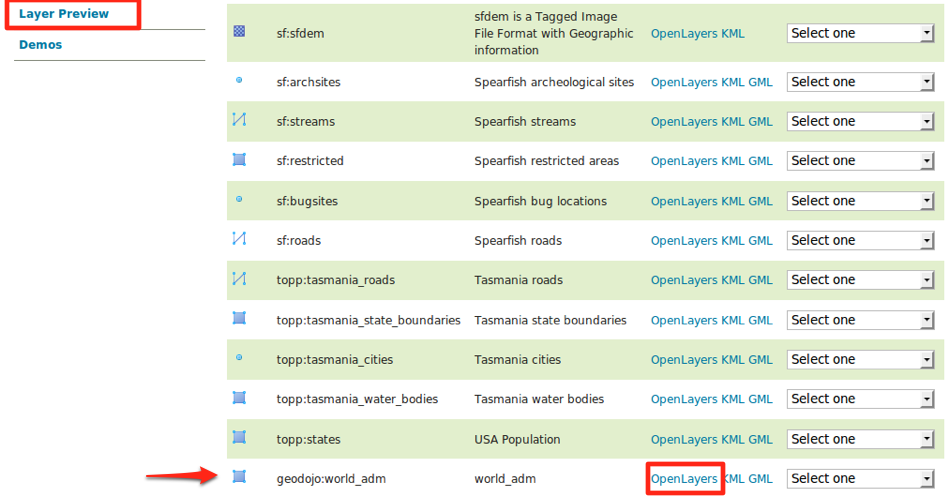 Layer Preview
Demos
sf:sfdem
sfdem is a Tagged Image
File Format with Geographic
information
OpenLayers KML
Select one
sf:archsites Spearfish archeological sites OpenLayers KML GML Select one
sf:streams Spearfish streams OpenLayers KML GML Select one
sf:restricted Spearfish restricted areas OpenLayers KML GML Select one
sf:bugsites Spearfish bug locations OpenLayers KML GML Select one
sf:roads Spearfish roads OpenLayers KML GML Select one
topp:tasmania_roads Tasmania roads OpenLayers KML GML Select one
topp:tasmania_state_boundaries Tasmania state boundaries OpenLayers KML GML Select one
topp:tasmania_cities Tasmania cities OpenLayers KML GML Select one
topp:tasmania_water_bodies Tasmania water bodies OpenLayers KML GML Select one
topp:states USA Population OpenLayers KML GML Select one
geodojo:world_adm world_adm OpenLayers KML GML Select one